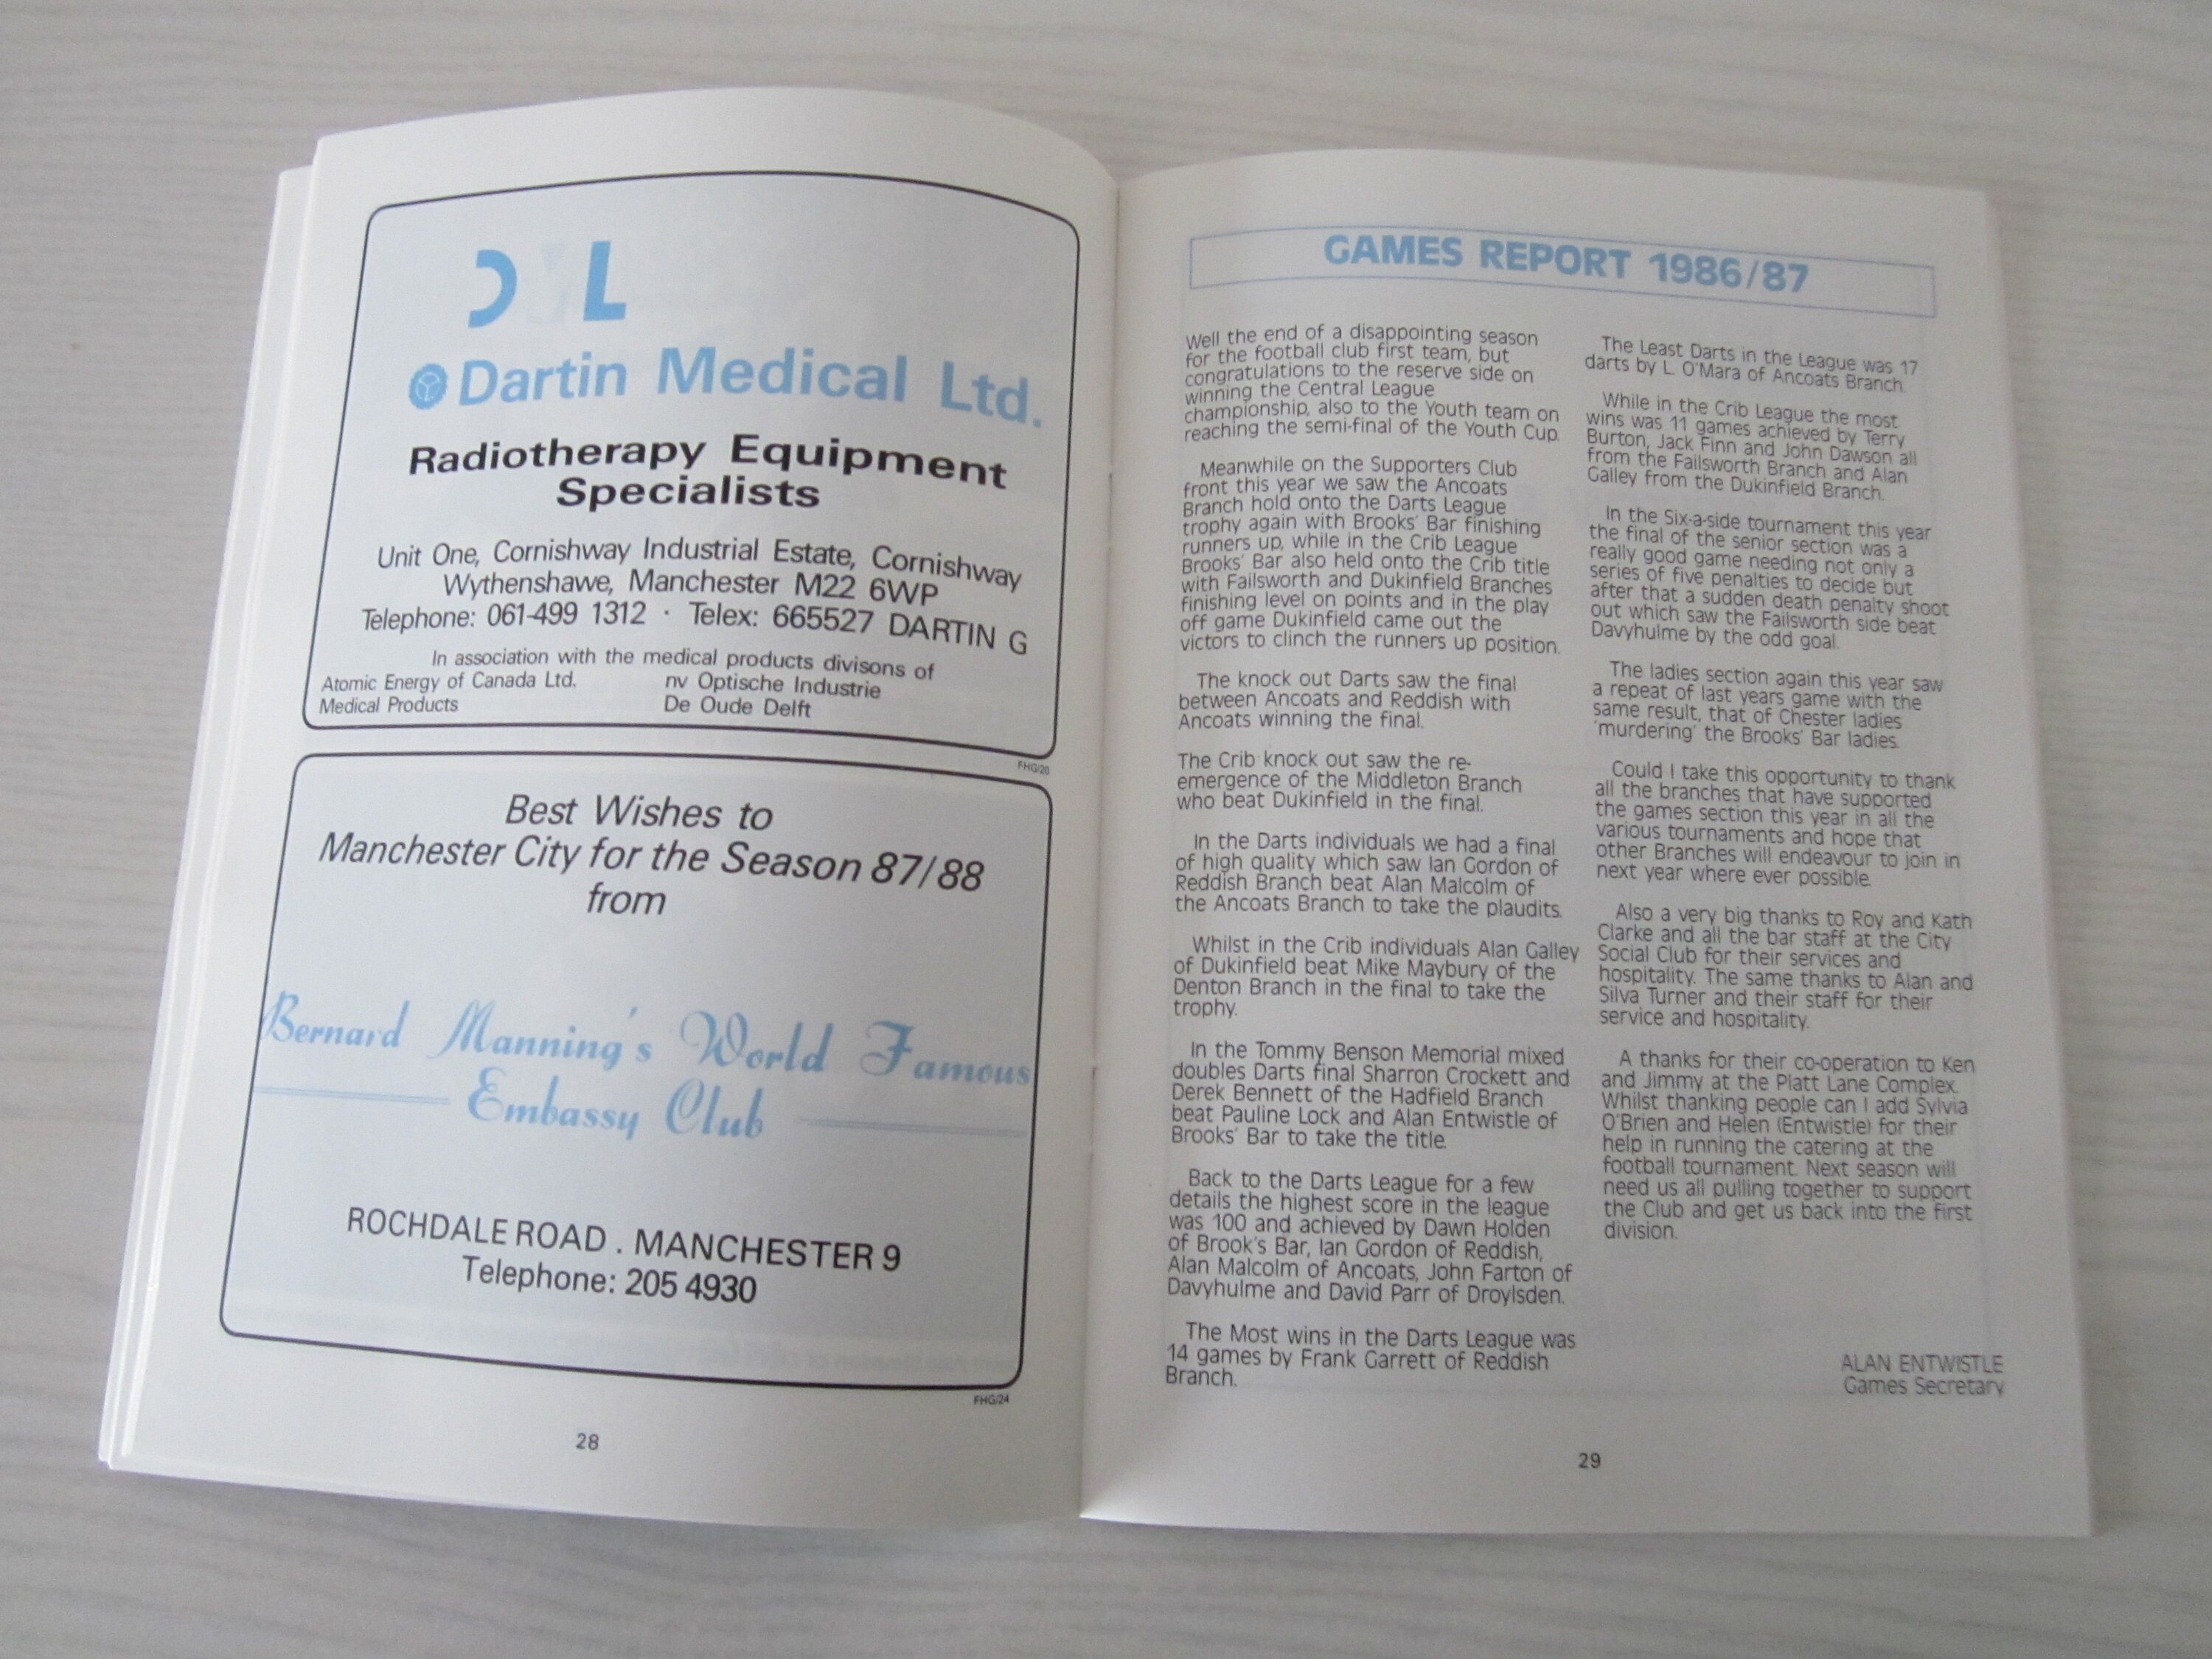 Dartin Medical Ltd.
Radiotherapy Equipment
Specialists
Unit One, Cornishway Industrial Estate, Cornishway
Wythenshawe, Manchester M22 6WP
Telephone: 061-499 1312 · Telex: 665527 DARTIN G
In association with the medical products divisons of
Atomic Energy of Canada Ltd.
Medical Products
nv Optische Industrie
De Oude Delft
FHG/20
Best Wishes to
Manchester City for the Season 87/88
from
Bernard Manning's World Famous
Embassy Club
ROCHDALE ROAD . MANCHESTER 9
Telephone: 205 4930
FHG/24
28
GAMES REPORT 1986/87
Well the end of a disappointing season
for the football club first team, but
congratulations to the reserve side on
winning the Central League
championship, also to the Youth team on
reaching the semi-final of the Youth Cup.
Meanwhile on the Supporters Club
front this year we saw the Ancoats
Branch hold onto the Darts League
trophy again with Brooks' Bar finishing
runners up, while in the Crib League
Brooks' Bar also held onto the Crib title
with Failsworth and Dukinfield Branches
finishing level on points and in the play
off game Dukinfield came out the
victors to clinch the runners up position.
The knock out Darts saw the final
between Ancoats and Reddish with
Ancoats winning the final.
The Crib knock out saw the re-
emergence of the Middleton Branch
who beat Dukinfield in the final.
In the Darts individuals we had a final
of high quality which saw Ian Gordon of
Reddish Branch beat Alan Malcolm of
the Ancoats Branch to take the plaudits.
Whilst in the Crib individuals Alan Galley
of Dukinfield beat Mike Maybury of the
Denton Branch in the final to take the
trophy.
In the Tommy Benson Memorial mixed
doubles Darts final Sharron Crockett and
Derek Bennett of the Hadfield Branch
beat Pauline Lock and Alan Entwistle of
Brooks' Bar to take the title.
Back to the Darts League for a few
details the highest score in the league
was 100 and achieved by Dawn Holden
of Brook's Bar, Ian Gordon of Reddish,
Alan Malcolm of Ancoats, John Farton of
Davyhulme and David Parr of Droylsden.
The Most wins in the Darts League was
14 games by Frank Garrett of Reddish
Branch.
The Least Darts in the League was 17
darts by L. O'Mara of Ancoats Branch.
While in the Crib League the most
wins was 11 games achieved by Terry
Burton, Jack Finn and John Dawson all
from the Failsworth Branch and Alan
Galley from the Dukinfield Branch.
In the Six-a-side tournament this year
the final of the senior section was a
really good game needing not only a
series of five penalties to decide but
after that a sudden death penalty shoot
out which saw the Failsworth side beat
Davyhulme by the odd goal.
The ladies section again this year saw
a repeat of last years game with the
same result, that of Chester ladies
'murdering' the Brooks' Bar ladies.
Could I take this opportunity to thank
all the branches that have supported
the games section this year in all the
various tournaments and hope that
other Branches will endeavour to join in
next year where ever possible.
Also a very big thanks to Roy and Kath
Clarke and all the bar staff at the City
Social Club for their services and
hospitality. The same thanks to Alan and
Silva Turner and their staff for their
service and hospitality.
A thanks for their co-operation to Ken
and Jimmy at the Platt Lane Complex.
Whilst thanking people can I add Sylvia
O'Brien and Helen (Entwistle) for their
help in running the catering at the
football tournament. Next season will
need us all pulling together to support
the Club and get us back into the first
division.
ALAN ENTWISTLE
Games Secretary
29